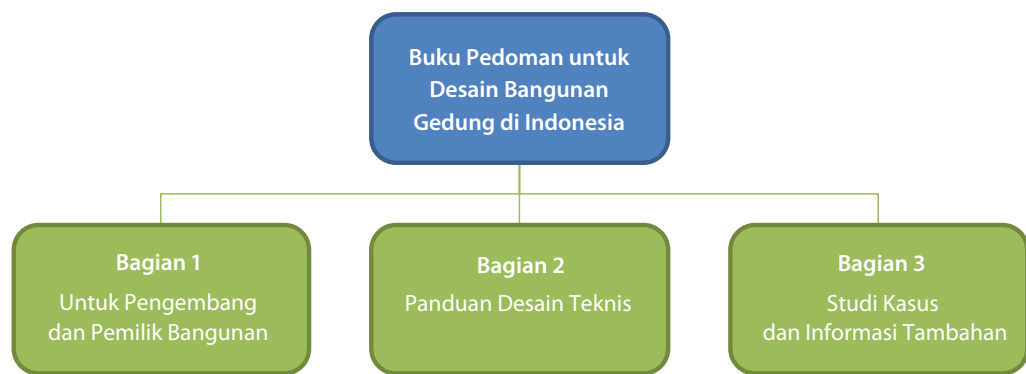 Buku Pedoman untuk
Desain Bangunan
Gedung di Indonesia
Bagian 1
Untuk Pengembang
dan Pemilik Bangunan
Bagian 2
Panduan Desain Teknis
Bagian 3
Studi Kasus
dan Informasi Tambahan